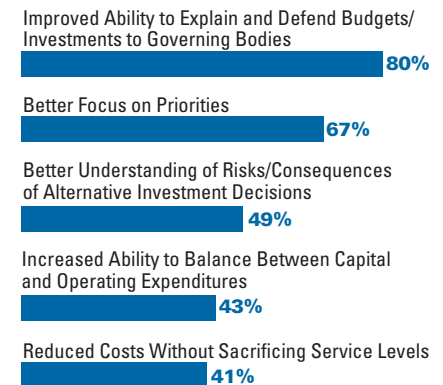 Improved Ability to Explain and Defend Budgets/
Investments to Governing Bodies
80%
Better Focus on Priorities
67%
Better Understanding of Risks/Consequences
of Alternative Investment Decisions
49%
Increased Ability to Balance Between Capital
and Operating Expenditures
43%
Reduced Costs Without Sacrificing Service Levels
41%